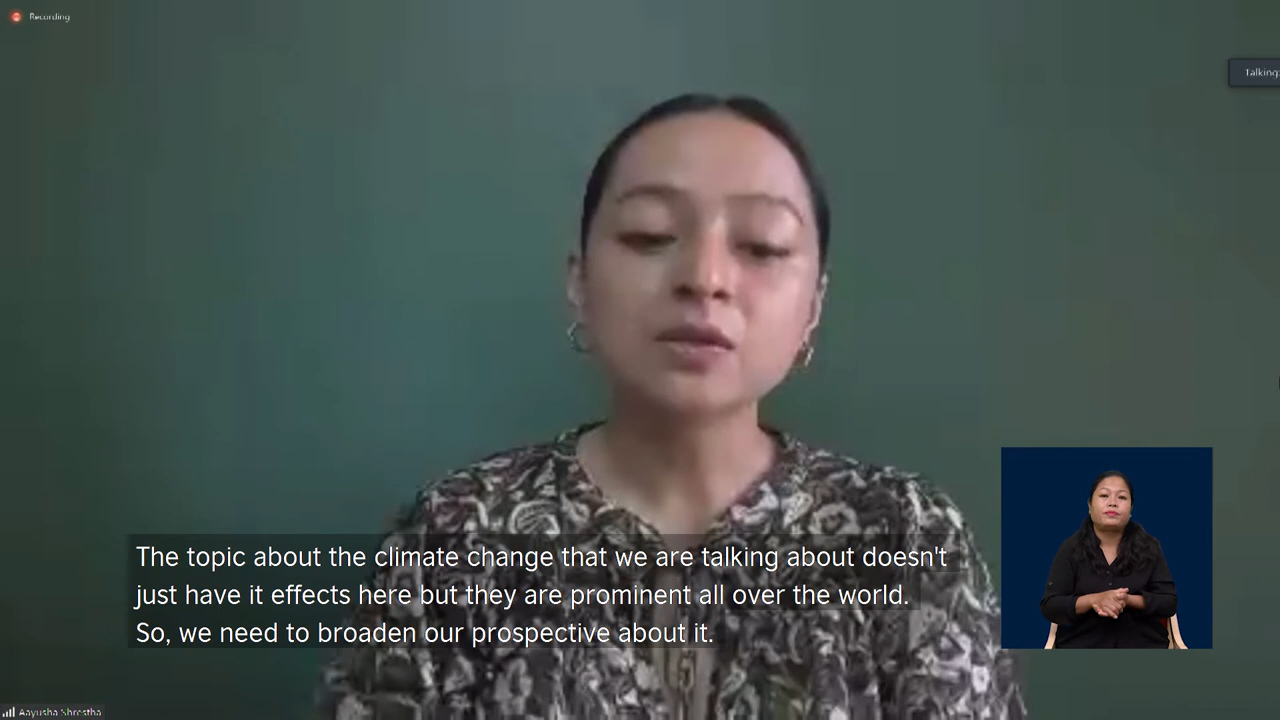 Recording
Talking:
The topic about the climate change that we are talking about doesn't
just have it effects here but they are prominent all over the world.
So, we need to broaden our prospective about it.
Aayusha Shrestha